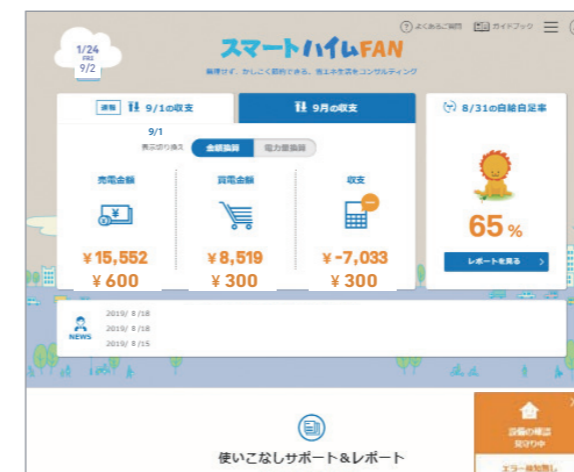 よくあるご質問 ガイドブック
1/24
FRI
9/2
スマートハイムFAN
無理せず、かしこく節約できる、省エネ生活をコンサルティング
速報 9/1の収支
9月の収支
8/31の自給自足率
9/1
表示切り換え 金額換算 電力量換算
売電金額
買電金額
収支
¥15,552
¥8,519
¥-7,033
¥600
¥300
¥300
65%
レポートを見る
NEWS
2019/ 8 /18
2019/ 8 /18
2019/ 8 /15
使いこなしサポート&レポート
設備の確認
見守り中
エラー検知無し